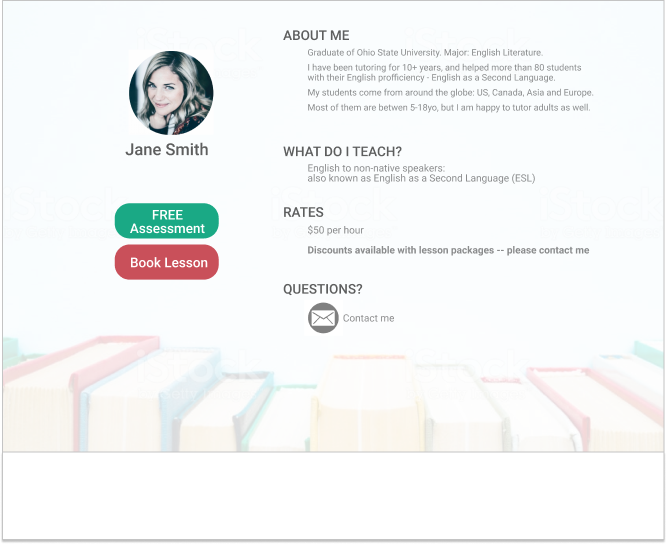 ABOUT ME
Graduate of Ohio State University. Major: English Literature.
I have been tutoring for 10+ years, and helped more than 80 students
with their English profficiency - English as a Second Language.
My students come from around the globe: US, Canada, Asia and Europe.
Most of them are betwen 5-18yo, but I am happy to tutor adults as well.
Jane Smith
WHAT DO I TEACH?
English to non-native speakers:
also known as English as a Second Language (ESL)
FREE
Assessment
Book Lesson
RATES
$50 per hour
Discounts available with lesson packages -- please contact me
QUESTIONS?
Contact me
iStock
iStock
iStock
iStock
iStock
iStock